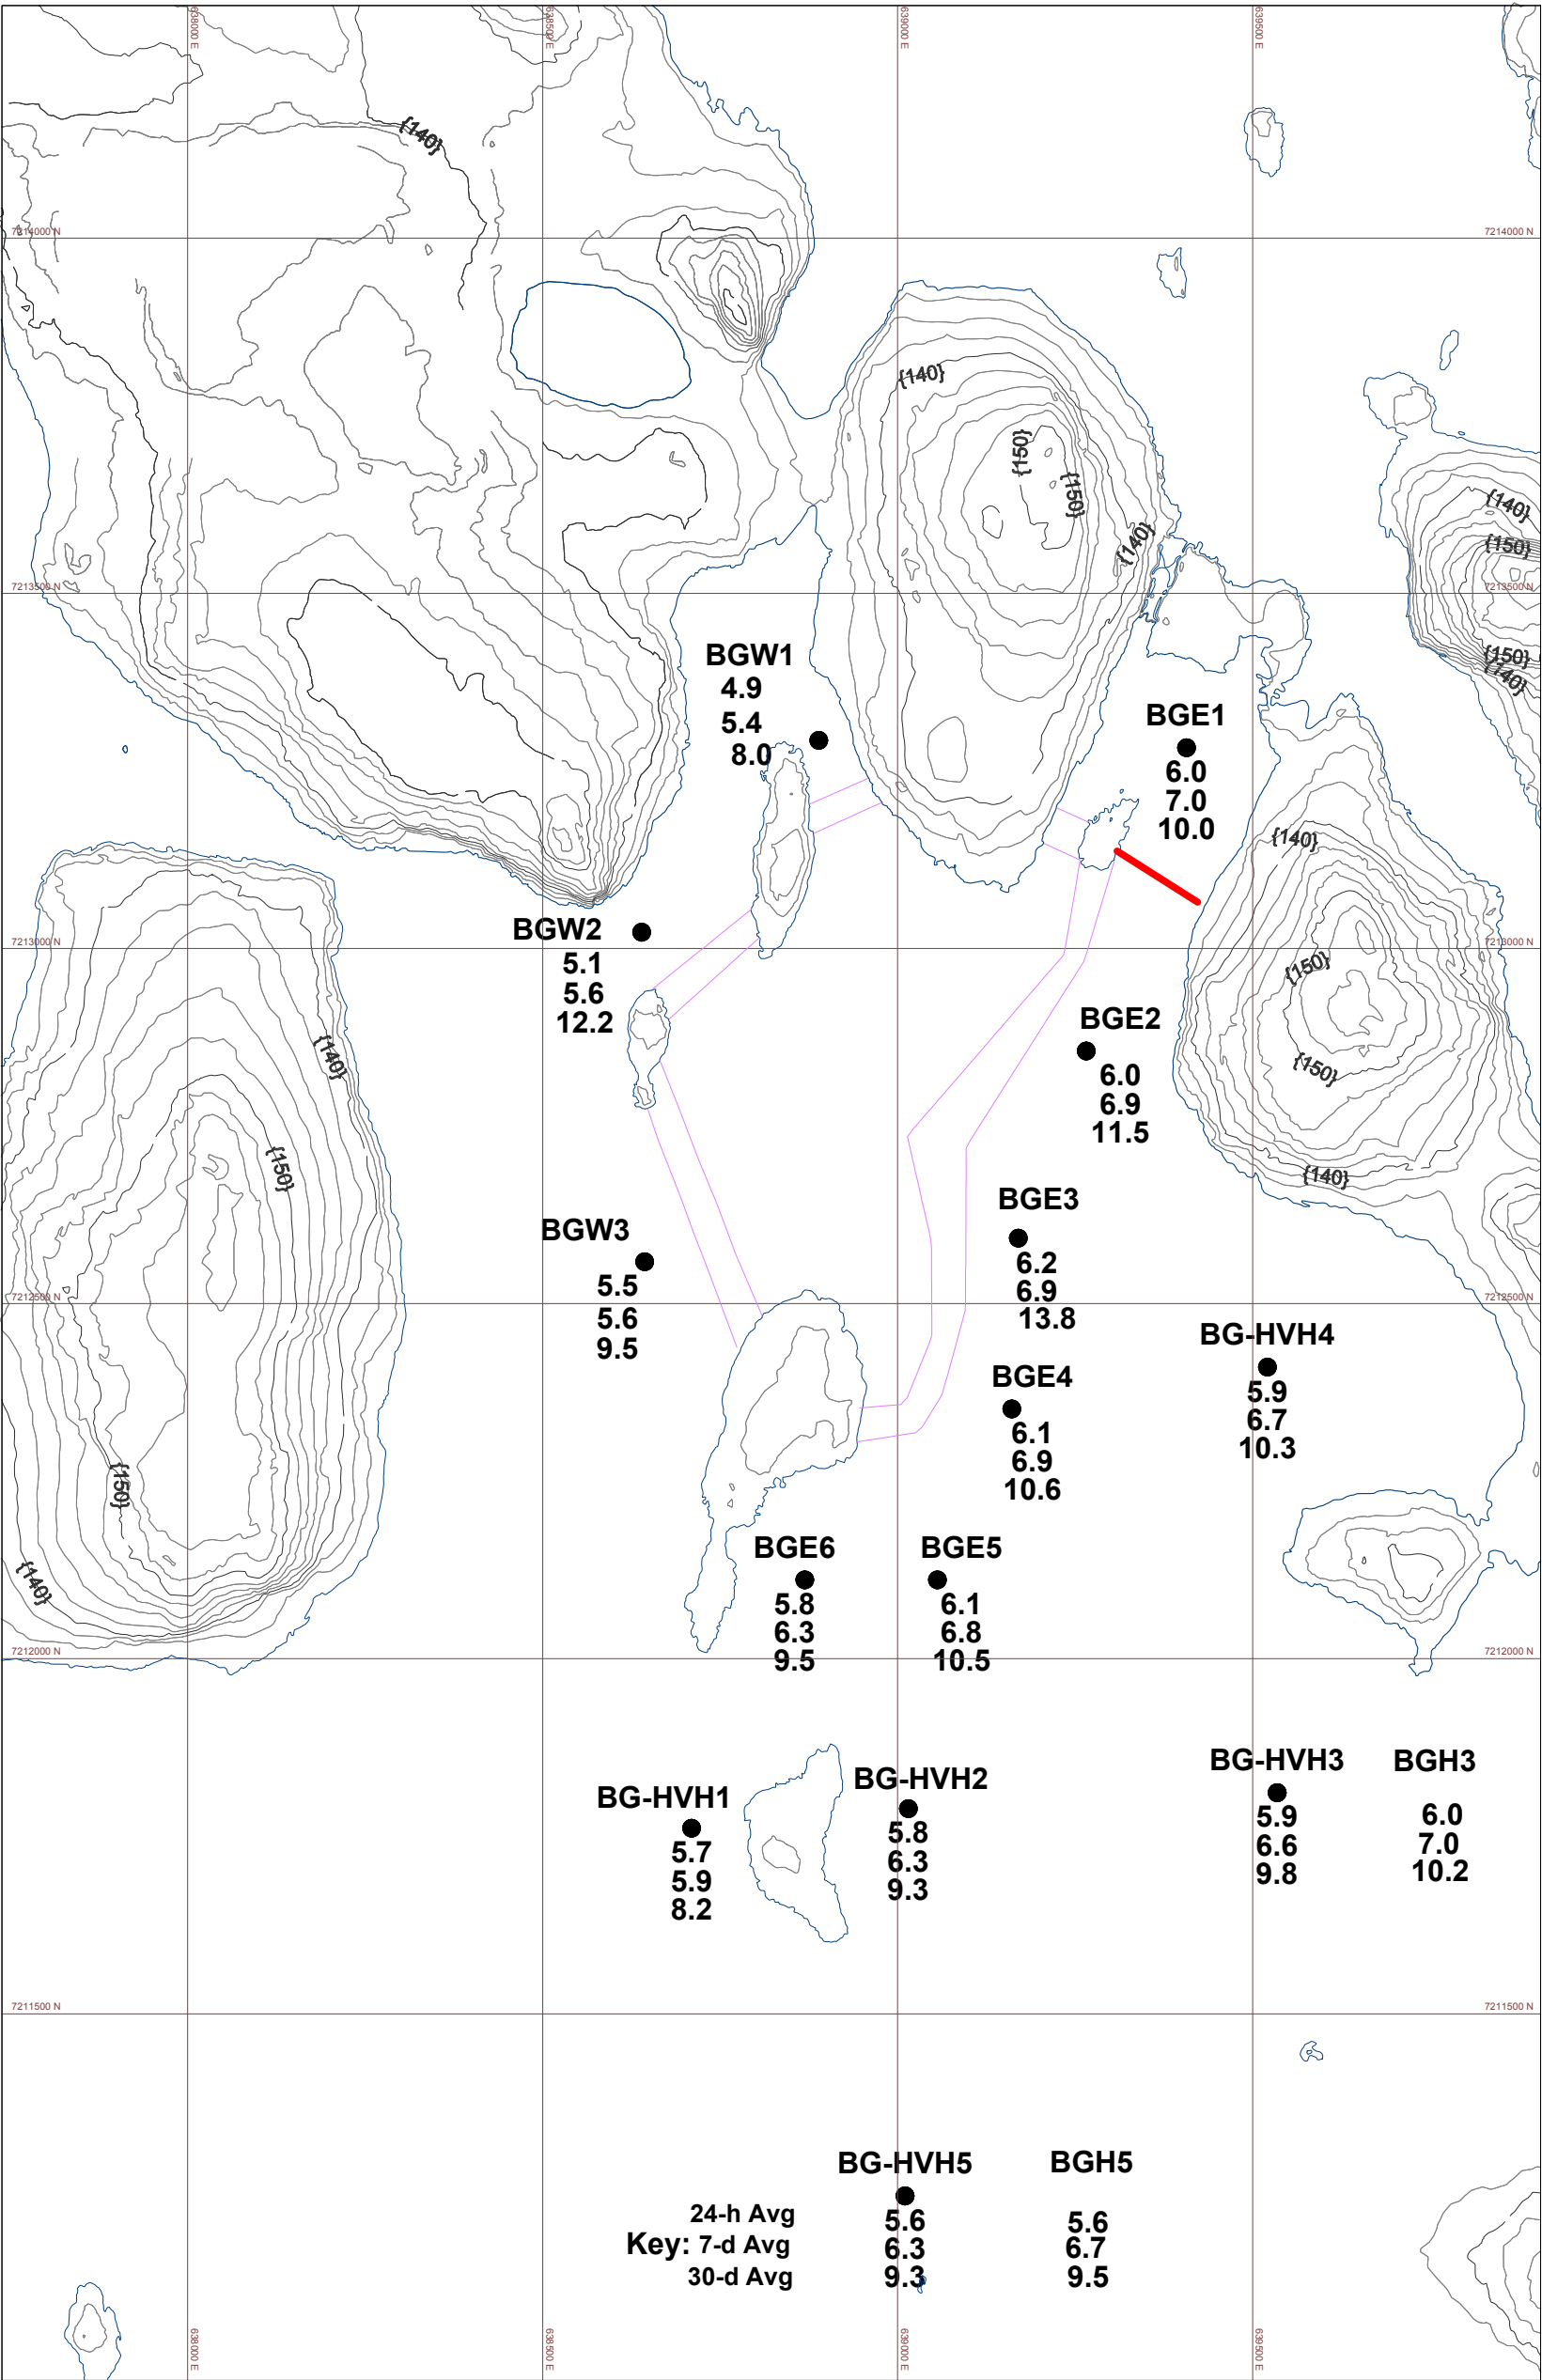 638000 E
638500 E
639000 E
639500 E
{140}
7214000 N
7214000 N
{140}
{150}
{150}
{140}
{140}
{150}
7213500 N
7213500 N
{150}
{140}
BGW1
4.9
5.4
8.0
BGE1
6.0
7.0
10.0
{140}
BGW2
5.1
5.6
12.2
7213000 N
7213000 N
{150}
{140}
BGE2
6.0
6.9
11.5
{150}
{150}
{140}
BGE3
6.2
6.9
13.8
BGW3
5.5
5.6
9.5
7212500 N
7212500 N
BG-HVH4
5.9
6.7
10.3
BGE4
6.1
6.9
10.6
{150}
{140}
BGE6
5.8
6.3
9.5
BGE5
6.1
6.8
10.5
7212000 N
7212000 N
BG-HVH1
5.7
5.9
8.2
BG-HVH2
5.8
6.3
9.3
BG-HVH3
5.9
6.6
9.8
BGH3
6.0
7.0
10.2
7211500 N
7211500 N
BG-HVH5
5.6
6.3
9.3
BGH5
5.6
6.7
9.5
24-h Avg
Key: 7-d Avg
30-d Avg
638000 E
638500 E
639000 E
639500 E